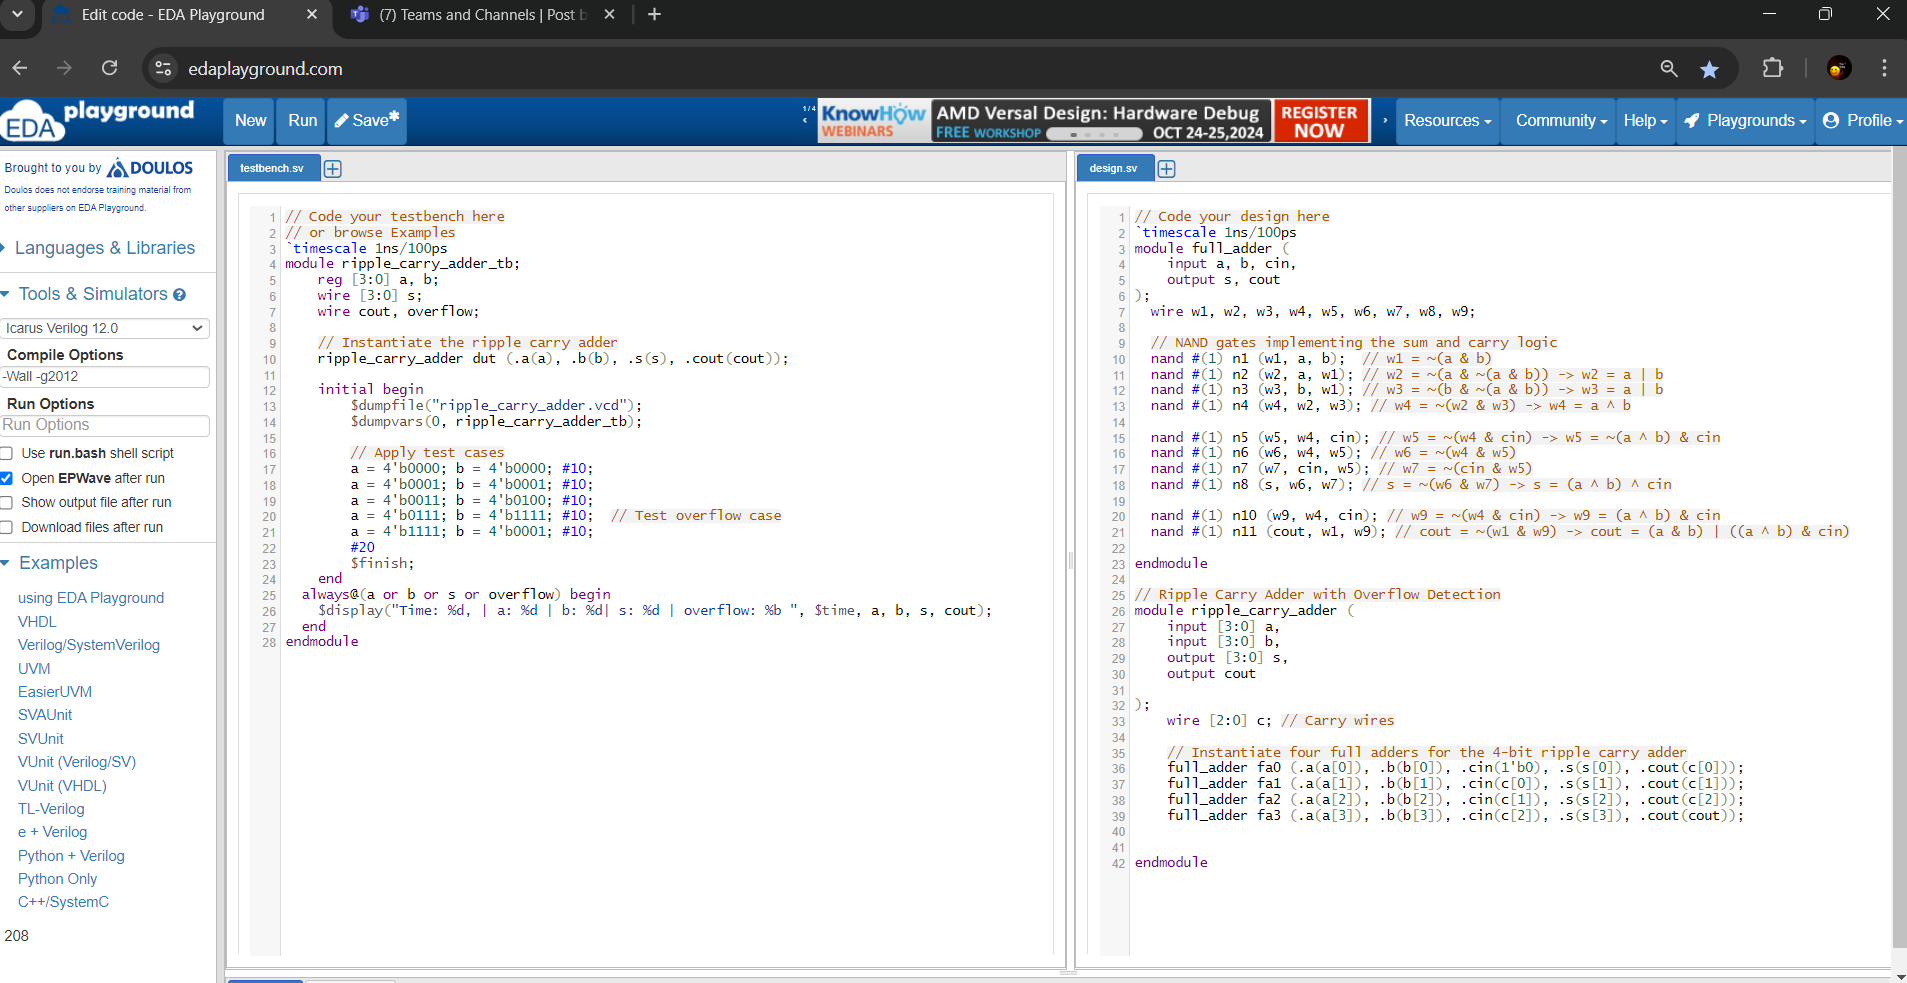 Edit code - EDA Playground
(7) Teams and Channels | Post b
edaplayground.com
EDA playground
New
Run
Save*
1/4
KnowHow WEBINARS
AMD Versal Design: Hardware Debug
FREE WORKSHOP
OCT 24-25,2024
REGISTER NOW
Resources
Community
Help
Playgrounds
Profile
Brought to you by DOULOS
Doulos does not endorse training material from
other suppliers on EDA Playground.
Languages & Libraries
Tools & Simulators
Icarus Verilog 12.0
Compile Options
-Wall -g2012
Run Options
Run Options
Use run.bash shell script
Open EPWave after run
Show output file after run
Download files after run
Examples
using EDA Playground
VHDL
Verilog/SystemVerilog
UVM
EasierUVM
SVAUnit
SVUnit
VUnit (Verilog/SV)
VUnit (VHDL)
TL-Verilog
e + Verilog
Python + Verilog
Python Only
C++/SystemC
208
testbench.sv
1 // Code your testbench here
2 // or browse Examples
3 `timescale 1ns/100ps
4 module ripple_carry_adder_tb;
5     reg [3:0] a, b;
6     wire [3:0] s;
7     wire cout, overflow;
8
9     // Instantiate the ripple carry adder
10     ripple_carry_adder dut (.a(a), .b(b), .s(s), .cout(cout));
11
12     initial begin
13         $dumpfile("ripple_carry_adder.vcd");
14         $dumpvars(0, ripple_carry_adder_tb);
15
16         // Apply test cases
17         a = 4'b0000; b = 4'b0000; #10;
18         a = 4'b0001; b = 4'b0001; #10;
19         a = 4'b0011; b = 4'b0100; #10;
20         a = 4'b0111; b = 4'b1111; #10;  // Test overflow case
21         a = 4'b1111; b = 4'b0001; #10;
22         #20
23         $finish;
24     end
25   always@(a or b or s or overflow) begin
26     $display("Time: %d, | a: %d | b: %d| s: %d | overflow: %b ", $time, a, b, s, cout);
27   end
28 endmodule
design.sv
1 // Code your design here
2 `timescale 1ns/100ps
3 module full_adder (
4     input a, b, cin,
5     output s, cout
6 );
7   wire w1, w2, w3, w4, w5, w6, w7, w8, w9;
8
9   // NAND gates implementing the sum and carry logic
10   nand #(1) n1 (w1, a, b);  // w1 = ~(a & b)
11   nand #(1) n2 (w2, a, w1); // w2 = ~(a & ~(a & b)) -> w2 = a | b
12   nand #(1) n3 (w3, b, w1); // w3 = ~(b & ~(a & b)) -> w3 = a | b
13   nand #(1) n4 (w4, w2, w3); // w4 = ~(w2 & w3) -> w4 = a ^ b
14
15   nand #(1) n5 (w5, w4, cin); // w5 = ~(w4 & cin) -> w5 = ~(a ^ b) & cin
16   nand #(1) n6 (w6, w4, w5); // w6 = ~(w4 & w5)
17   nand #(1) n7 (w7, cin, w5); // w7 = ~(cin & w5)
18   nand #(1) n8 (s, w6, w7); // s = ~(w6 & w7) -> s = (a ^ b) ^ cin
19
20   nand #(1) n10 (w9, w4, cin); // w9 = ~(w4 & cin) -> w9 = (a ^ b) & cin
21   nand #(1) n11 (cout, w1, w9); // cout = ~(w1 & w9) -> cout = (a & b) | ((a ^ b) & cin)
22
23 endmodule
24
25 // Ripple Carry Adder with Overflow Detection
26 module ripple_carry_adder (
27     input [3:0] a,
28     input [3:0] b,
29     output [3:0] s,
30     output cout
31
32 );
33     wire [2:0] c; // Carry wires
34
35     // Instantiate four full adders for the 4-bit ripple carry adder
36     full_adder fa0 (.a(a[0]), .b(b[0]), .cin(1'b0), .s(s[0]), .cout(c[0]));
37     full_adder fa1 (.a(a[1]), .b(b[1]), .cin(c[0]), .s(s[1]), .cout(c[1]));
38     full_adder fa2 (.a(a[2]), .b(b[2]), .cin(c[1]), .s(s[2]), .cout(c[2]));
39     full_adder fa3 (.a(a[3]), .b(b[3]), .cin(c[2]), .s(s[3]), .cout(cout));
40
41
42 endmodule